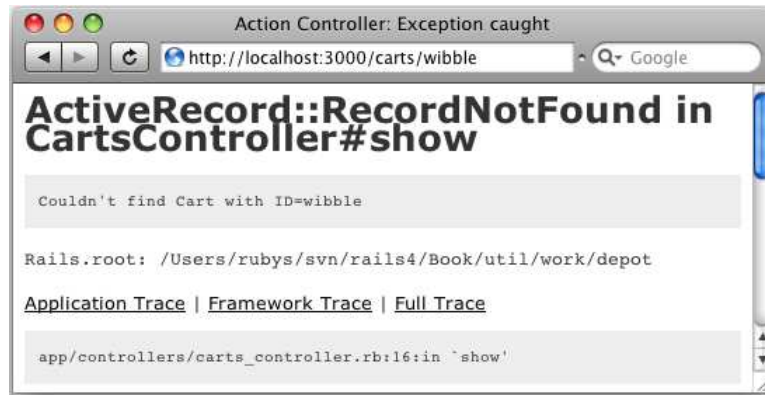 Action Controller: Exception caught
http://localhost:3000/carts/wibble
Google
ActiveRecord::RecordNotFound in
CartsController#show
Couldn't find Cart with ID=wibble
Rails.root: /Users/rubys/svn/rails4/Book/util/work/depot
Application Trace | Framework Trace | Full Trace
app/controllers/carts_controller.rb:16:in `show'